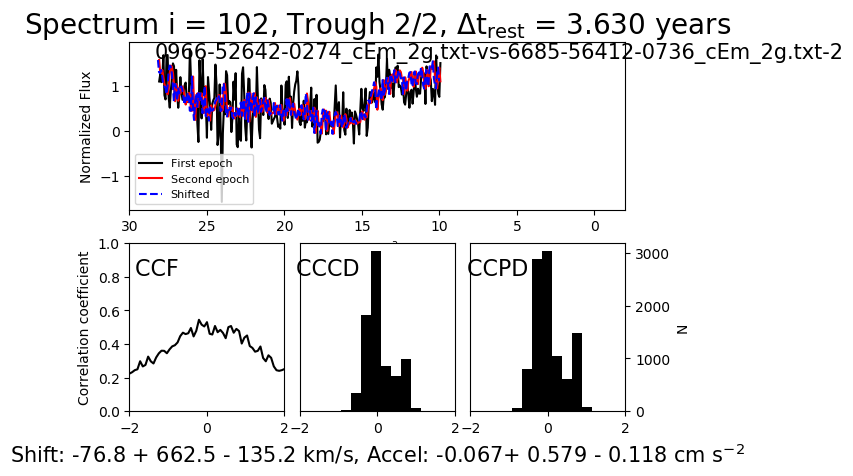 Spectrum i = 102, Trough 2/2, Δt_rest = 3.630 years
0966-52642-0274_cEm_2g.txt-vs-6685-56412-0736_cEm_2g.txt-2
Normalized Flux
1
0
−1
First epoch
Second epoch
Shifted
30 25 20 15 10 5 0
Correlation coefficient
1.0
0.8
0.6
0.4
0.2
0.0
CCF
CCCD
CCPD
3000
2000
1000
0
N
−2 0 2
−2 0 2
−2 0 2
Shift: -76.8 + 662.5 - 135.2 km/s, Accel: -0.067+ 0.579 - 0.118 cm s⁻²